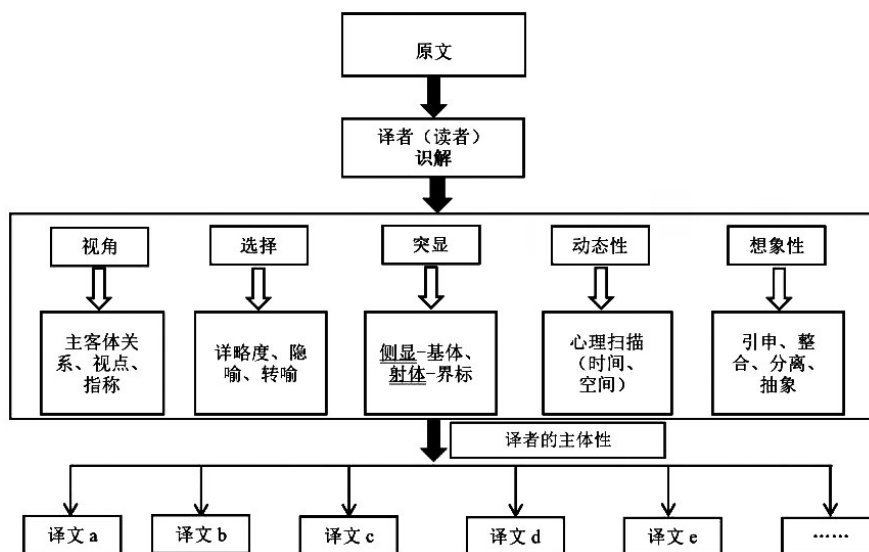 原文
译者（读者）
识解
视角
选择
突显
动态性
想象性
主客体关
系、视点、
指称
详略度、隐
喻、转喻
侧显-基体、
射体-界标
心理扫描
（时间、
空间）
引申、整
合、分离、
抽象
译者的主体性
译文 a
译文 b
译文 c
译文 d
译文 e
……